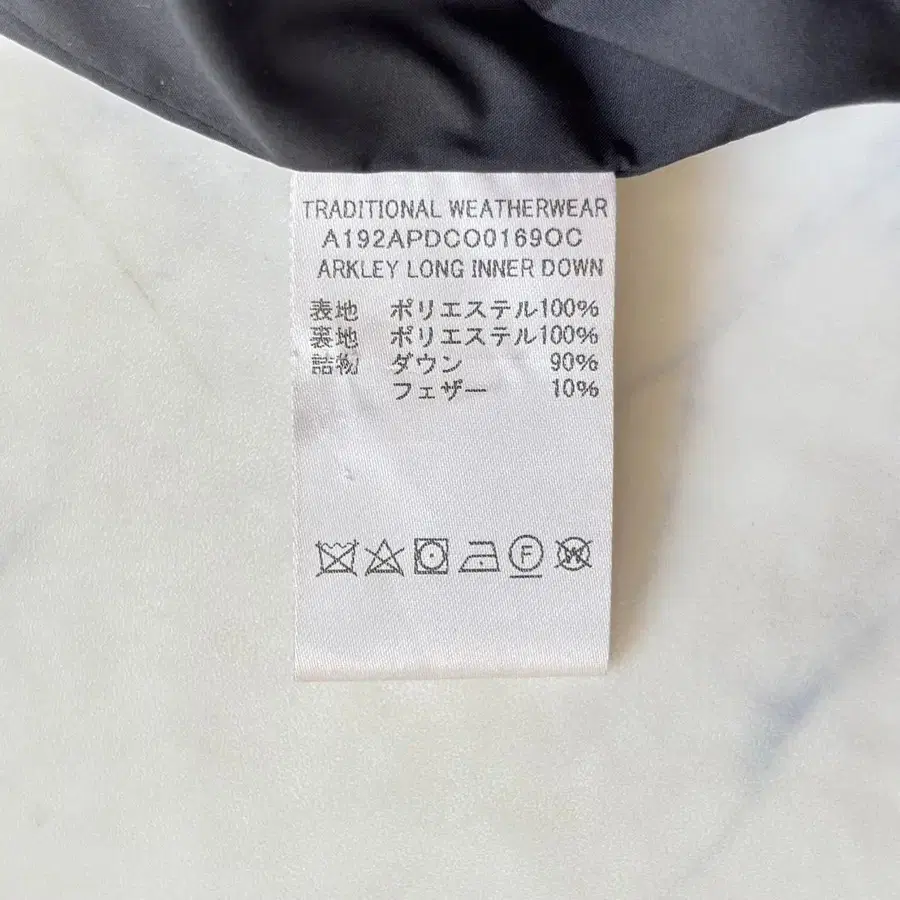 TRADITIONAL WEATHERWEAR
A192APDCO0169OC
ARKLEY LONG INNER DOWN
表地 ポリエステル100%
裏地 ポリエステル100%
詰物 ダウン 90%
フェザー 10%
F W